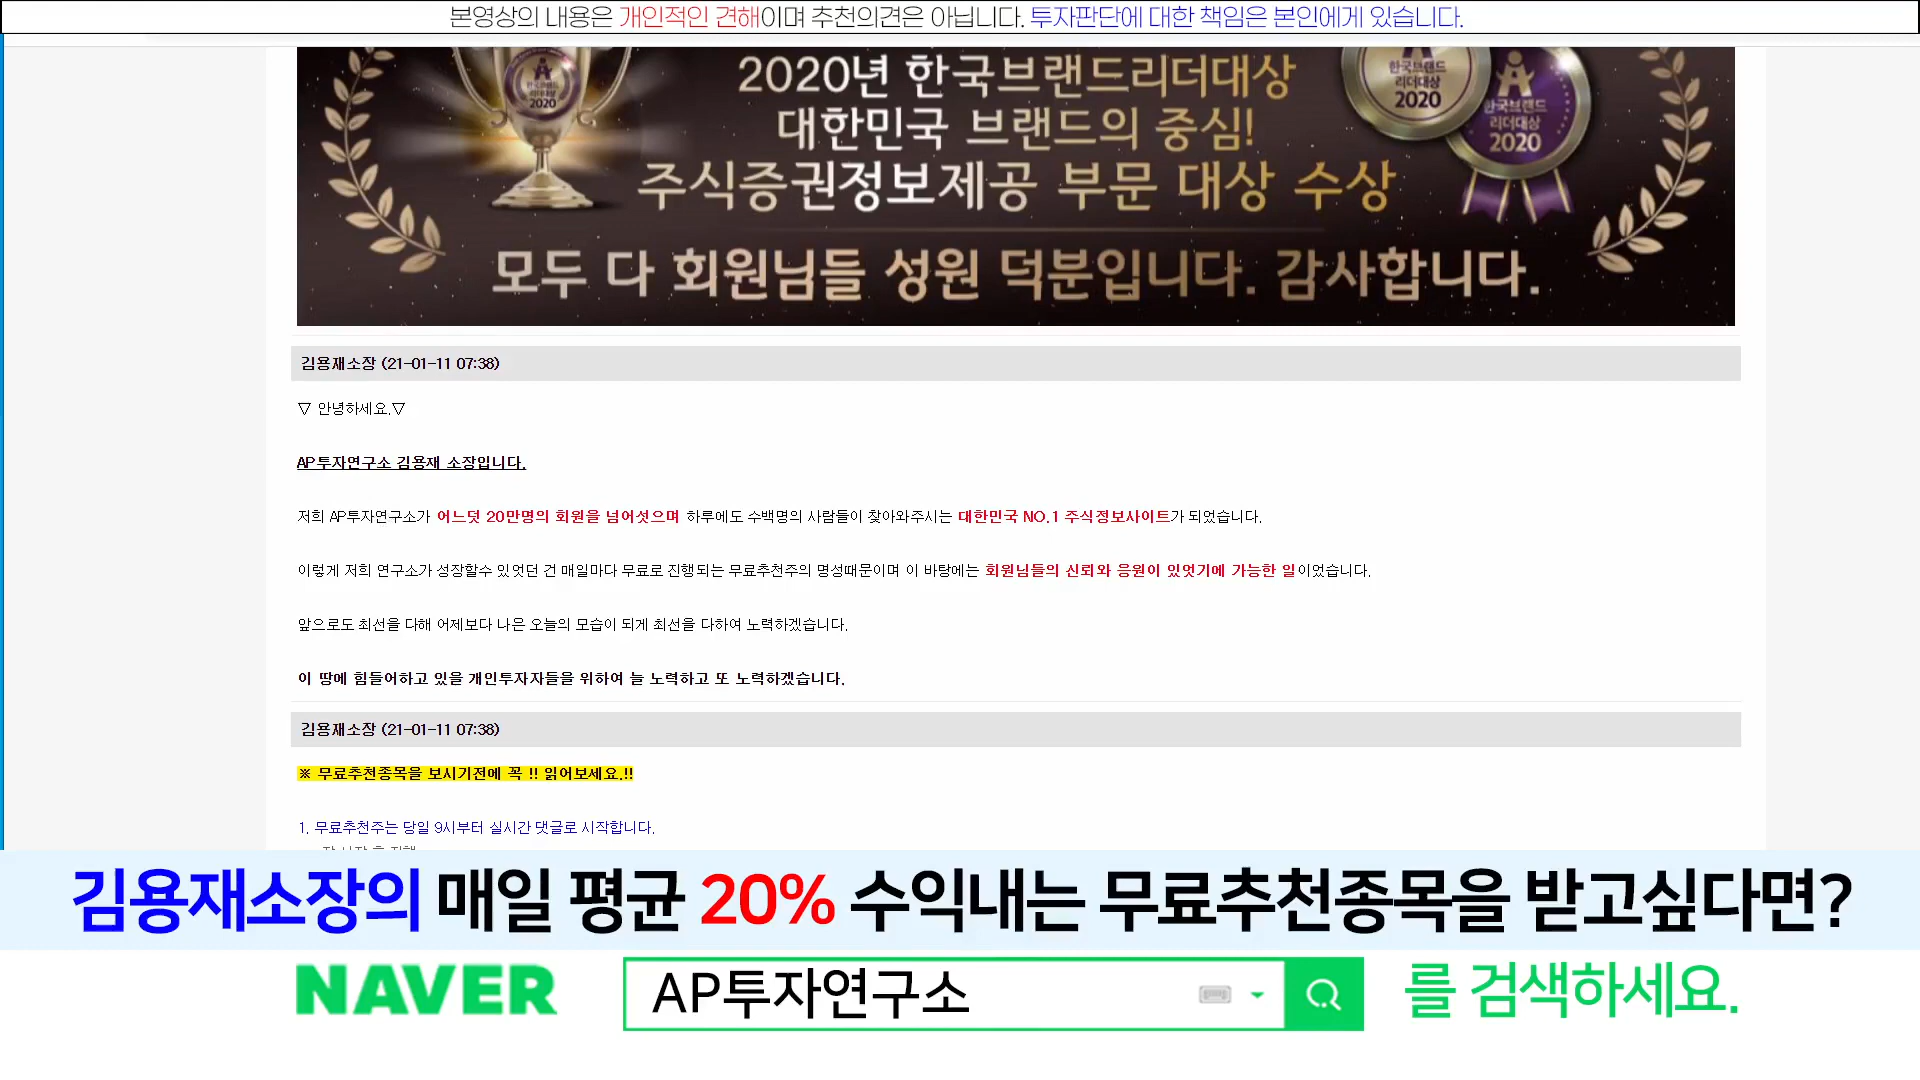 본영상의 내용은 개인적인 견해이며 추천의견은 아닙니다. 투자판단에 대한 책임은 본인에게 있습니다.
2020년 한국브랜드리더대상
대한민국 브랜드의 중심!
주식증권정보제공 부문 대상 수상
모두 다 회원님들 성원 덕분입니다. 감사합니다.
한국브랜드
2020
한국브랜드
리더대상
2020
한국브랜드
리더대상
2020
김용재소장 (21-01-11 07:38)
▽ 안녕하세요.▽
AP투자연구소 김용재 소장입니다.
저희 AP투자연구소가 어느덧 20만명의 회원을 넘어섯으며 하루에도 수백명의 사람들이 찾아와주시는 대한민국 NO.1 주식정보사이트가 되었습니다.
이렇게 저희 연구소가 성장할수 있엇던 건 매일마다 무료로 진행되는 무료추천주의 명성때문이며 이 바탕에는 회원님들의 신뢰와 응원이 있엇기에 가능한 일이었습니다.
앞으로도 최선을 다해 어제보다 나은 오늘의 모습이 되게 최선을 다하여 노력하겠습니다.
이 땅에 힘들어하고 있을 개인투자자들을 위하여 늘 노력하고 또 노력하겠습니다.
김용재소장 (21-01-11 07:38)
※ 무료추천종목을 보시기전에 꼭 !! 읽어보세요.!!
1. 무료추천주는 당일 9시부터 실시간 댓글로 시작합니다.
김용재소장의 매일 평균 20% 수익내는 무료추천종목을 받고싶다면?
NAVER AP투자연구소 를 검색하세요.